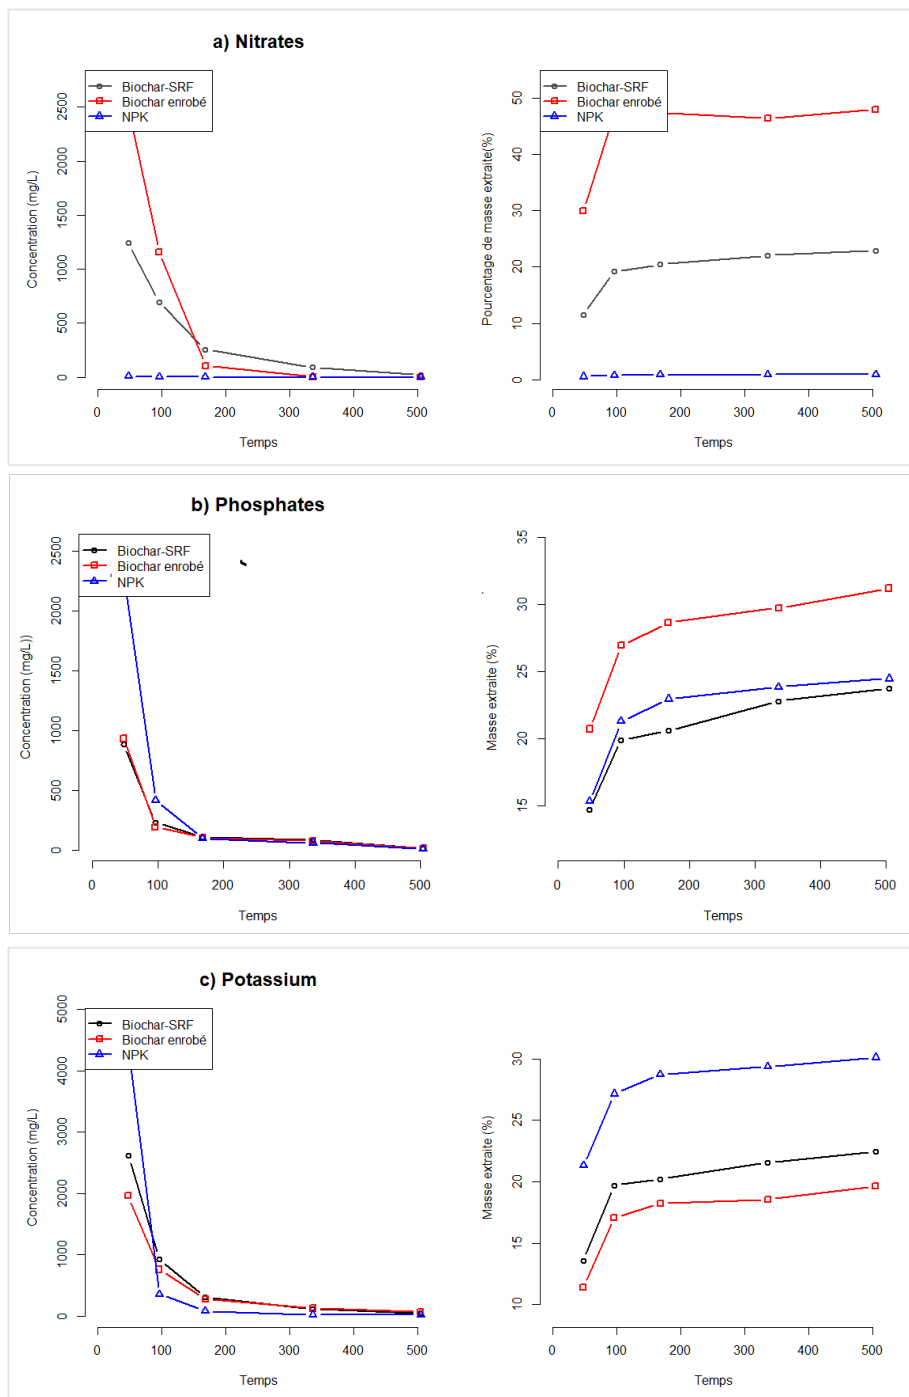 a) Nitrates
Biochar-SRF
Biochar enrobé
NPK
Concentration (mg/L)
0
500
1000
1500
2000
2500
0 100 200 300 400 500
Temps
Biochar-SRF
Biochar enrobé
NPK
Pourcentage de masse extraite(%)
0
10
20
30
40
50
0 100 200 300 400 500
Temps
b) Phosphates
Biochar-SRF
Biochar enrobé
NPK
Concentration (mg/L))
0
500
1000
1500
2000
2500
0 100 200 300 400 500
Temps
Masse extraite (%)
15
20
25
30
35
0 100 200 300 400 500
Temps
c) Potassium
Biochar-SRF
Biochar enrobé
NPK
Concentration (mg/L)
0
1000
2000
3000
4000
5000
0 100 200 300 400 500
Temps
Masse extraite (%)
10
15
20
25
30
0 100 200 300 400 500
Temps